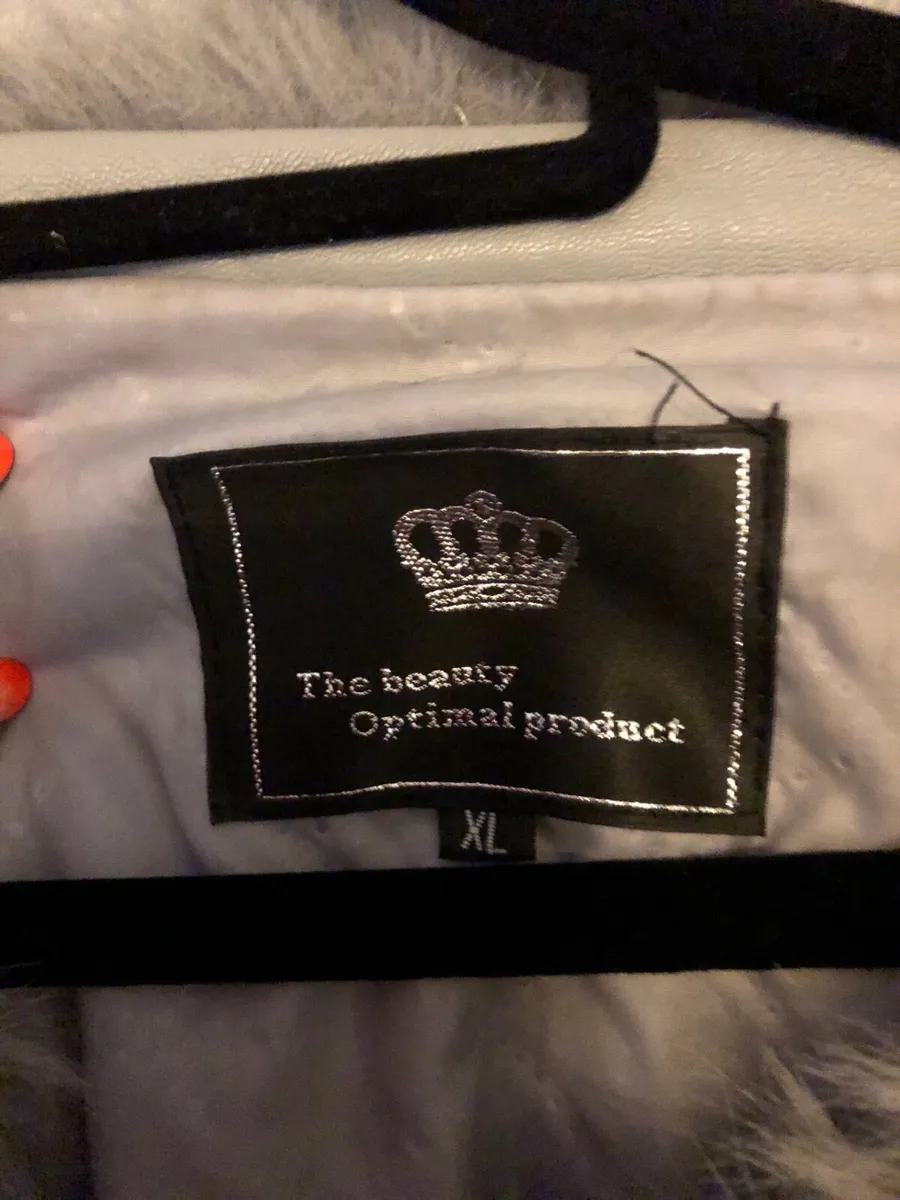 The beauty
Optimal product
XL